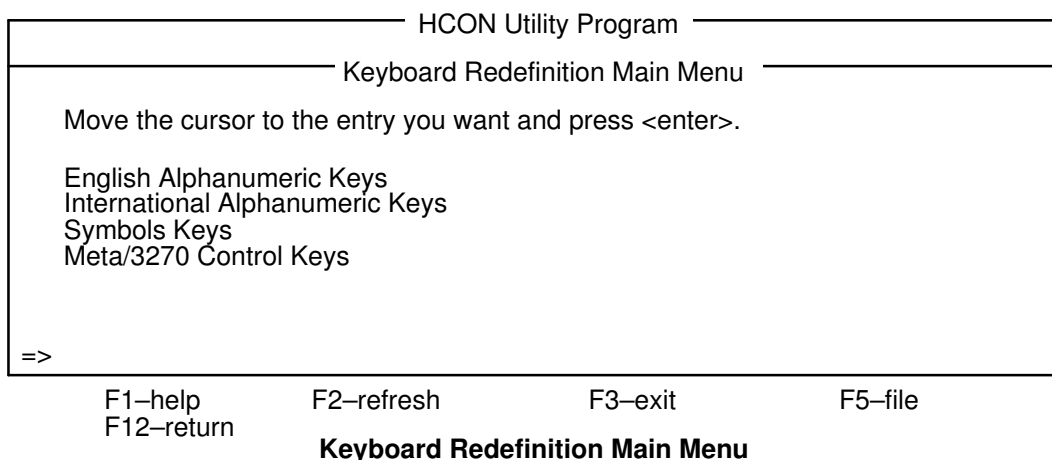 HCON Utility Program
Keyboard Redefinition Main Menu
Move the cursor to the entry you want and press <enter>.
English Alphanumeric Keys
International Alphanumeric Keys
Symbols Keys
Meta/3270 Control Keys
=>
F1–help F2–refresh F3–exit F5–file
F12–return
Keyboard Redefinition Main Menu